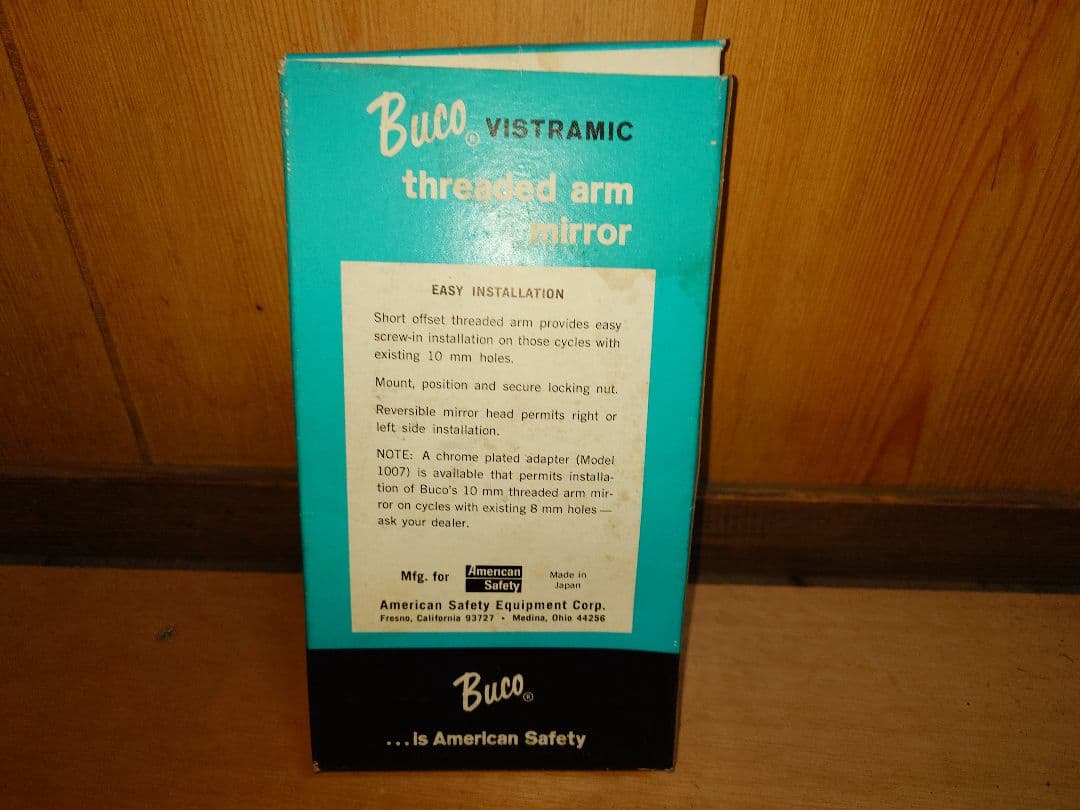 Buco® VISTRAMIC
threaded arm
mirror
EASY INSTALLATION
Short offset threaded arm provides easy
screw-in installation on those cycles with
existing 10 mm holes.
Mount, position and secure locking nut.
Reversible mirror head permits right or
left side installation.
NOTE: A chrome plated adapter (Model
1007) is available that permits installa-
tion of Buco's 10 mm threaded arm mir-
ror on cycles with existing 8 mm holes —
ask your dealer.
Mfg. for American Safety Made in Japan
American Safety Equipment Corp.
Fresno, California 93727 • Medina, Ohio 44256
Buco®
...is American Safety